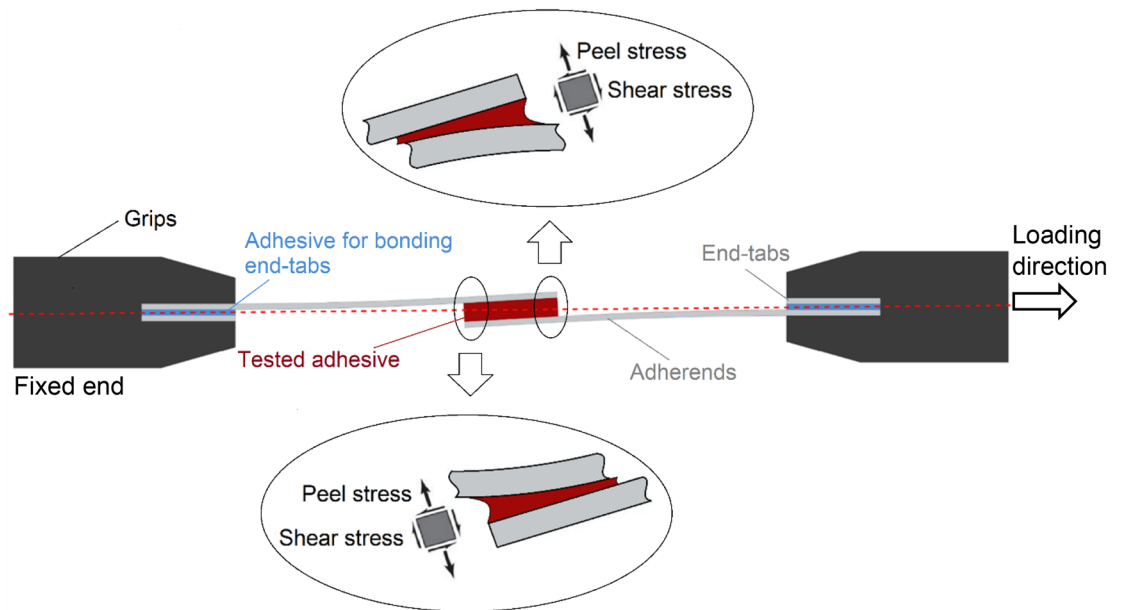 Peel stress
Shear stress
Grips
Adhesive for bonding
end-tabs
End-tabs
Loading
direction
Tested adhesive
Adherends
Fixed end
Peel stress
Shear stress